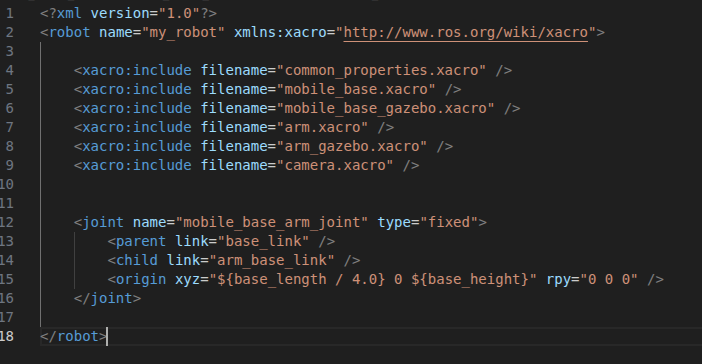 1 <?xml version="1.0"?>
2 <robot name="my_robot" xmlns:xacro="http://www.ros.org/wiki/xacro">
3
4     <xacro:include filename="common_properties.xacro" />
5     <xacro:include filename="mobile_base.xacro" />
6     <xacro:include filename="mobile_base_gazebo.xacro" />
7     <xacro:include filename="arm.xacro" />
8     <xacro:include filename="arm_gazebo.xacro" />
9     <xacro:include filename="camera.xacro" />
10
11
12     <joint name="mobile_base_arm_joint" type="fixed">
13         <parent link="base_link" />
14         <child link="arm_base_link" />
15         <origin xyz="${base_length / 4.0} 0 ${base_height}" rpy="0 0 0" />
16     </joint>
17
18 </robot>